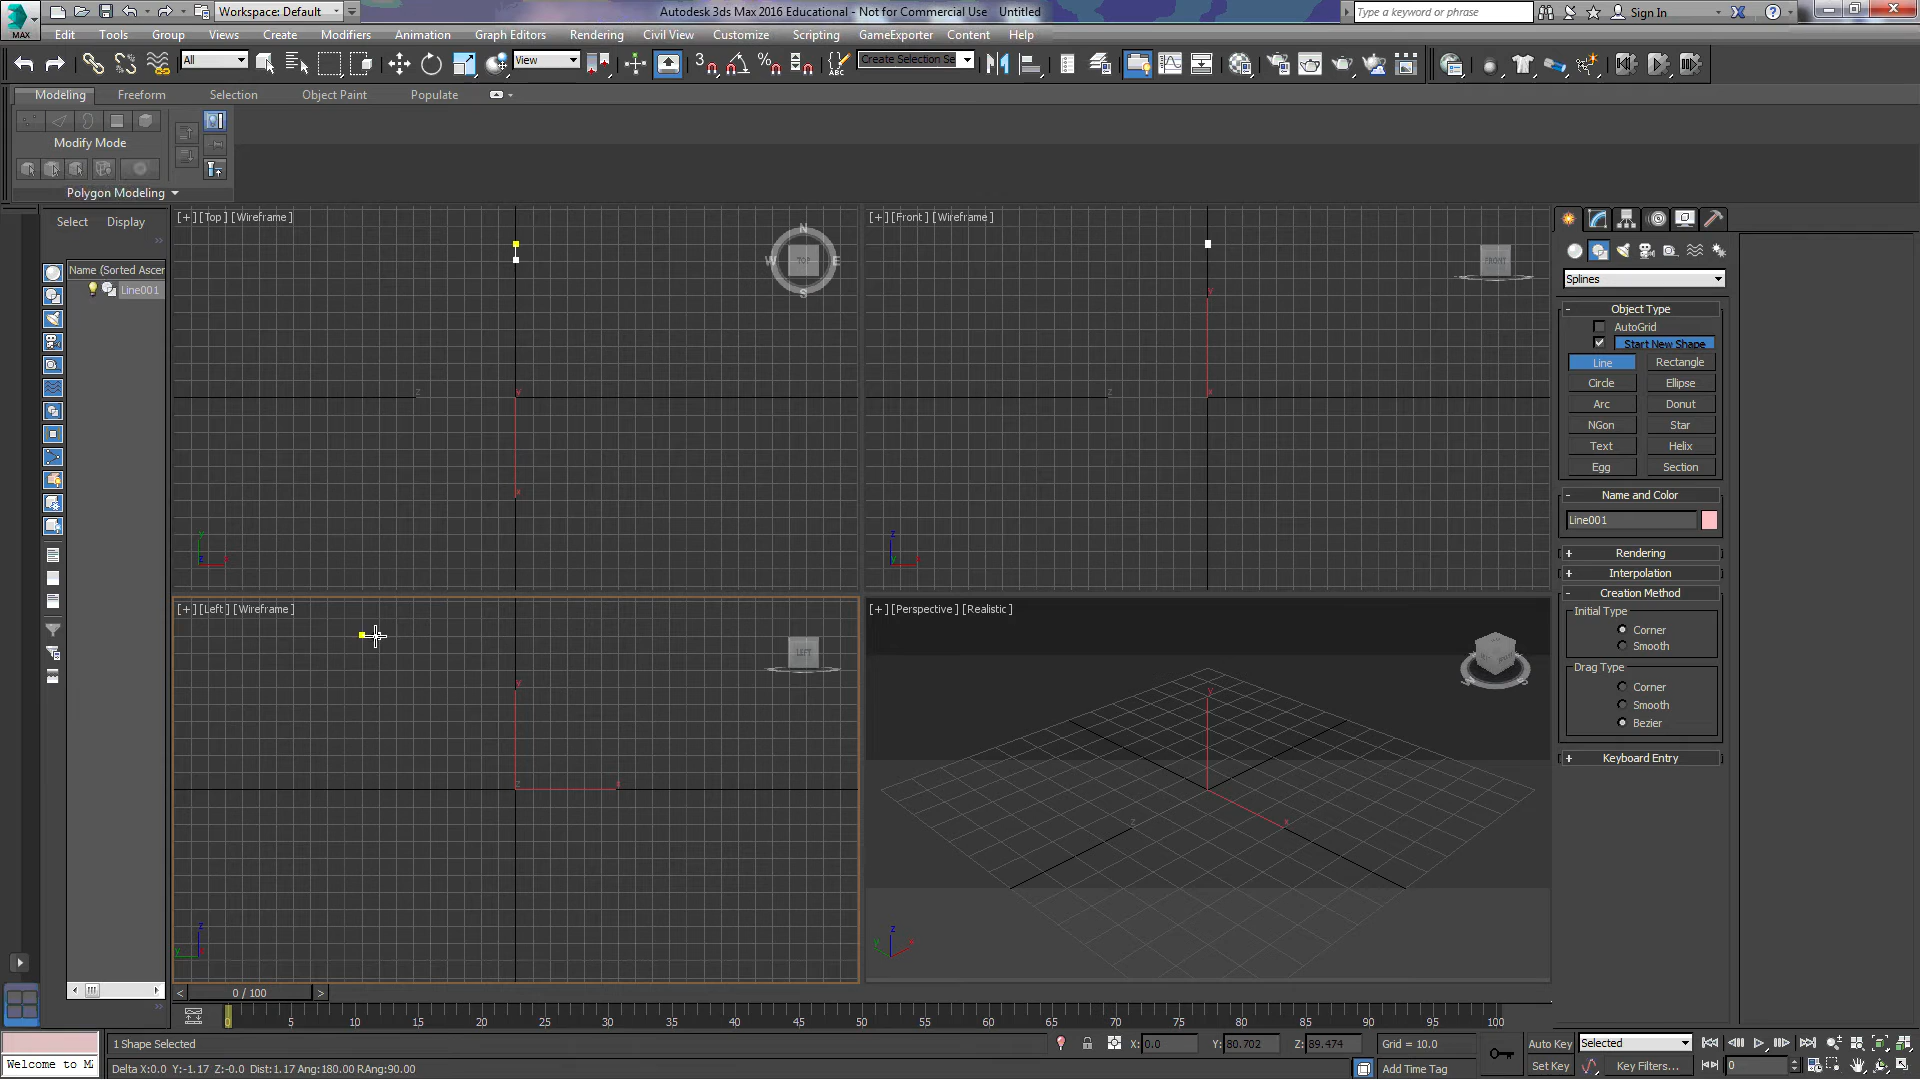 MAX
Workspace: Default
Autodesk 3ds Max 2016 Educational - Not for Commercial Use Untitled
Type a keyword or phrase
Sign In
Edit Tools Group Views Create Modifiers Animation Graph Editors Rendering Civil View Customize Scripting GameExporter Content Help
All
View
3
ABC
Create Selection Se
Modeling Freeform Selection Object Paint Populate
Modify Mode
Polygon Modeling
Select Display
Name (Sorted Ascer
Line001
[+] [Top] [Wireframe]
N
W TOP E
S
[+] [Front] [Wireframe]
FRONT
Splines
- Object Type
AutoGrid
Start New Shape
Line Rectangle
Circle Ellipse
Arc Donut
NGon Star
Text Helix
Egg Section
- Name and Color
Line001
+ Rendering
+ Interpolation
- Creation Method
Initial Type
Corner
Smooth
Drag Type
Corner
Smooth
Bezier
+ Keyboard Entry
[+] [Left] [Wireframe]
LEFT
[+] [Perspective] [Realistic]
< 0 / 100 >
0 5 10 15 20 25 30 35 40 45 50 55 60 65 70 75 80 85 90 95 100
1 Shape Selected
X: 0.0 Y: 80.702 Z: 89.474 Grid = 10.0
Auto Key Selected
Welcome to M
Delta X:0.0 Y:-1.17 Z:-0.0 Dist:1.17 Ang:180.00 RAng:90.00
Add Time Tag
Set Key Key Filters...
0